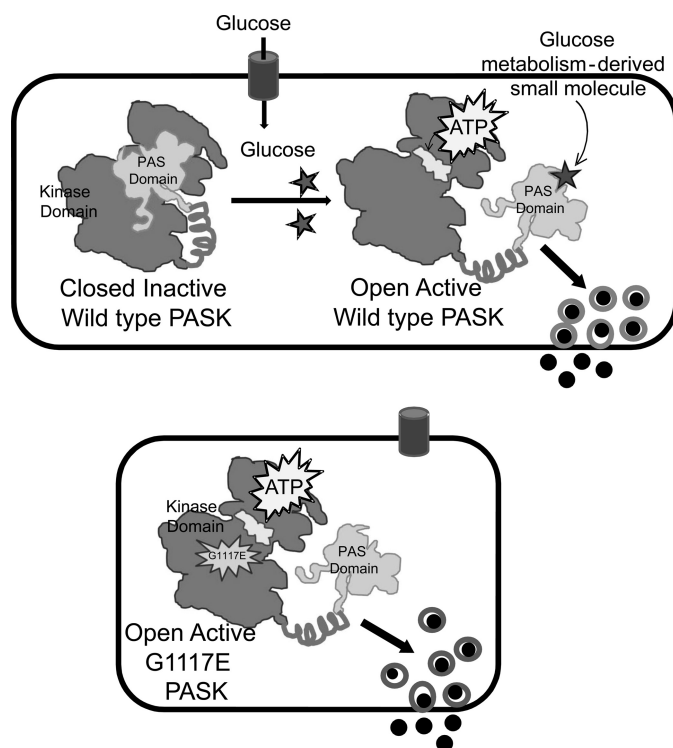 Glucose
Glucose
metabolism-derived
small molecule
ATP
Glucose
PAS
Domain
Kinase
Domain
PAS
Domain
Closed Inactive
Wild type PASK
Open Active
Wild type PASK
ATP
Kinase
Domain
G1117E
PAS
Domain
Open Active
G1117E
PASK